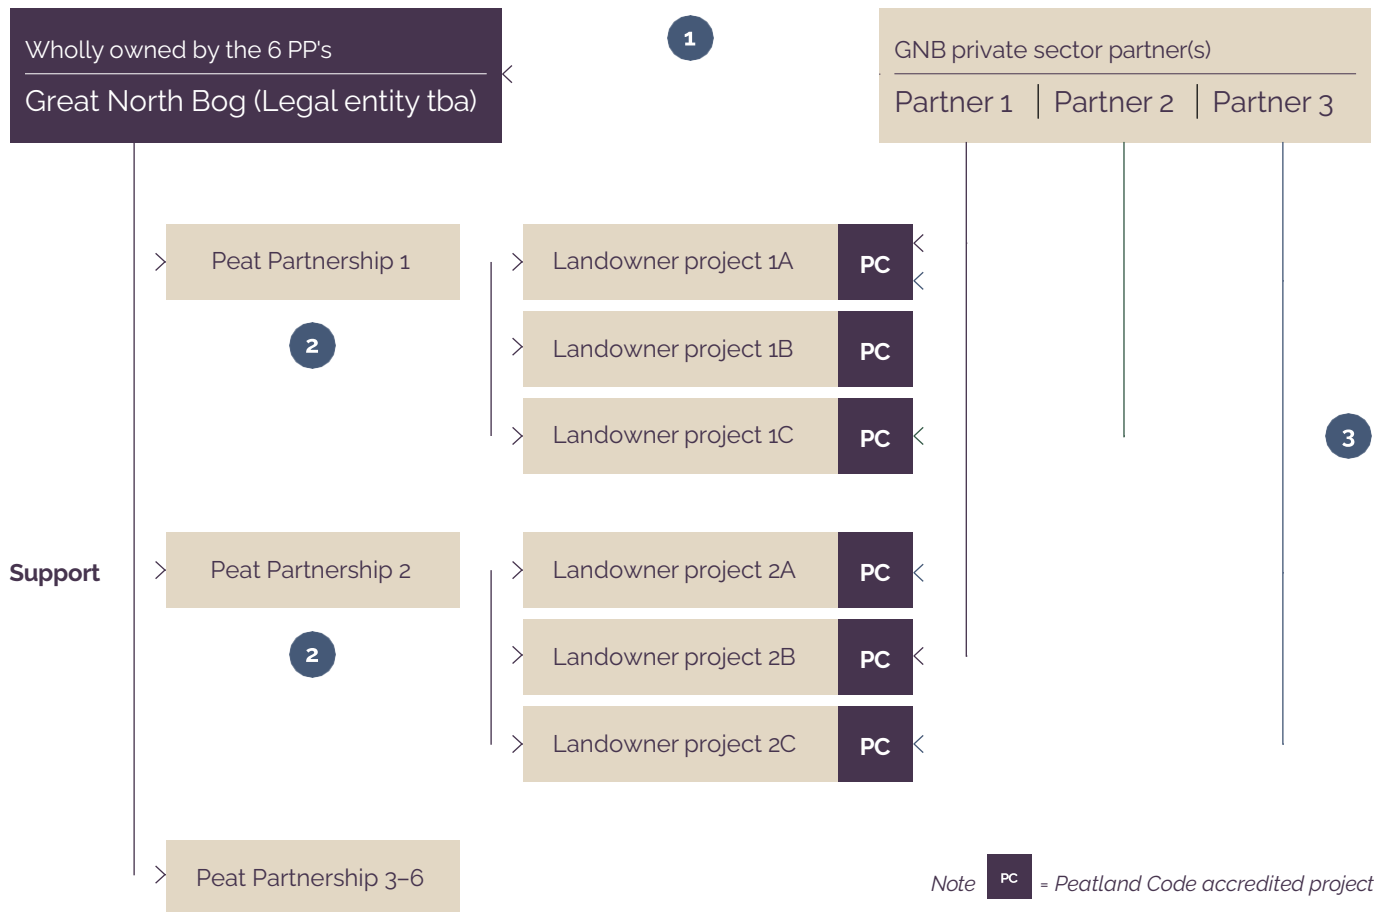 Wholly owned by the 6 PP's
Great North Bog (Legal entity tba)
1
GNB private sector partner(s)
Partner 1 Partner 2 Partner 3
Peat Partnership 1
2
Landowner project 1A PC
Landowner project 1B PC
Landowner project 1C PC
3
Support
Peat Partnership 2
2
Landowner project 2A PC
Landowner project 2B PC
Landowner project 2C PC
Peat Partnership 3–6
Note PC = Peatland Code accredited project